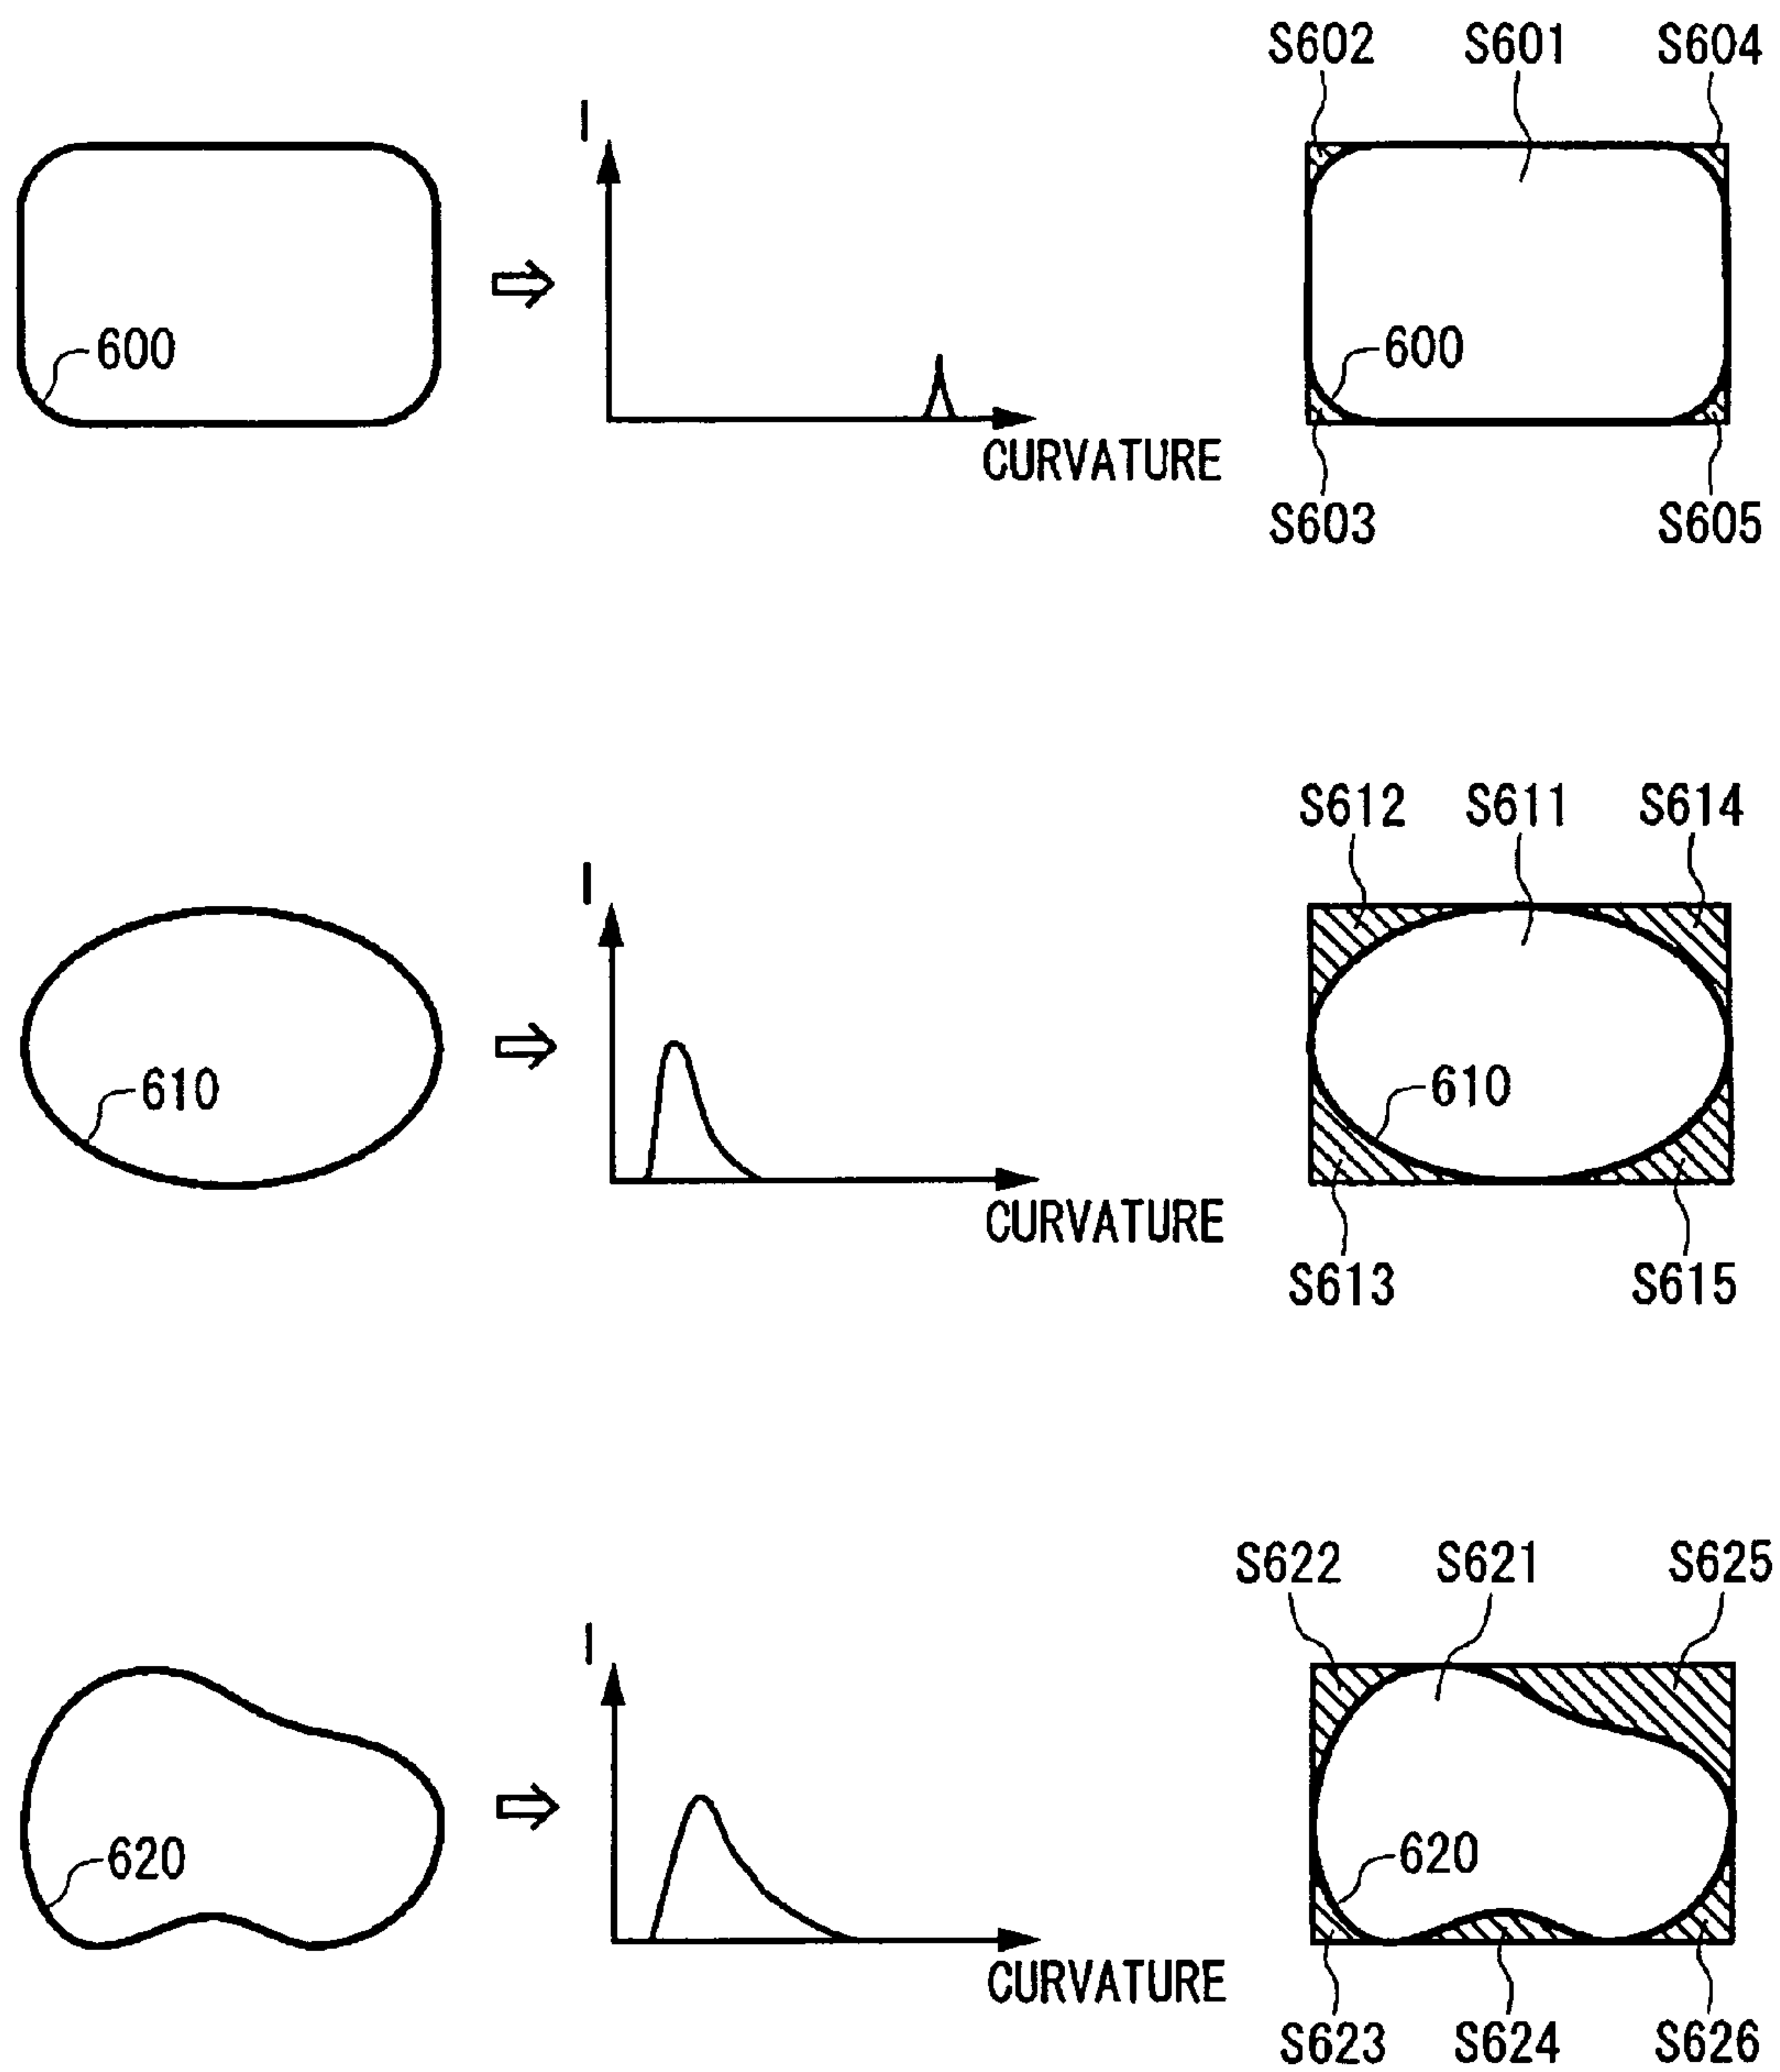 S602 S601 S604
I
600
600
CURVATURE
S603 S605
S612 S611 S614
I
610
610
CURVATURE
S613 S615
S622 S621 S625
I
620
620
CURVATURE
S623 S624 S626